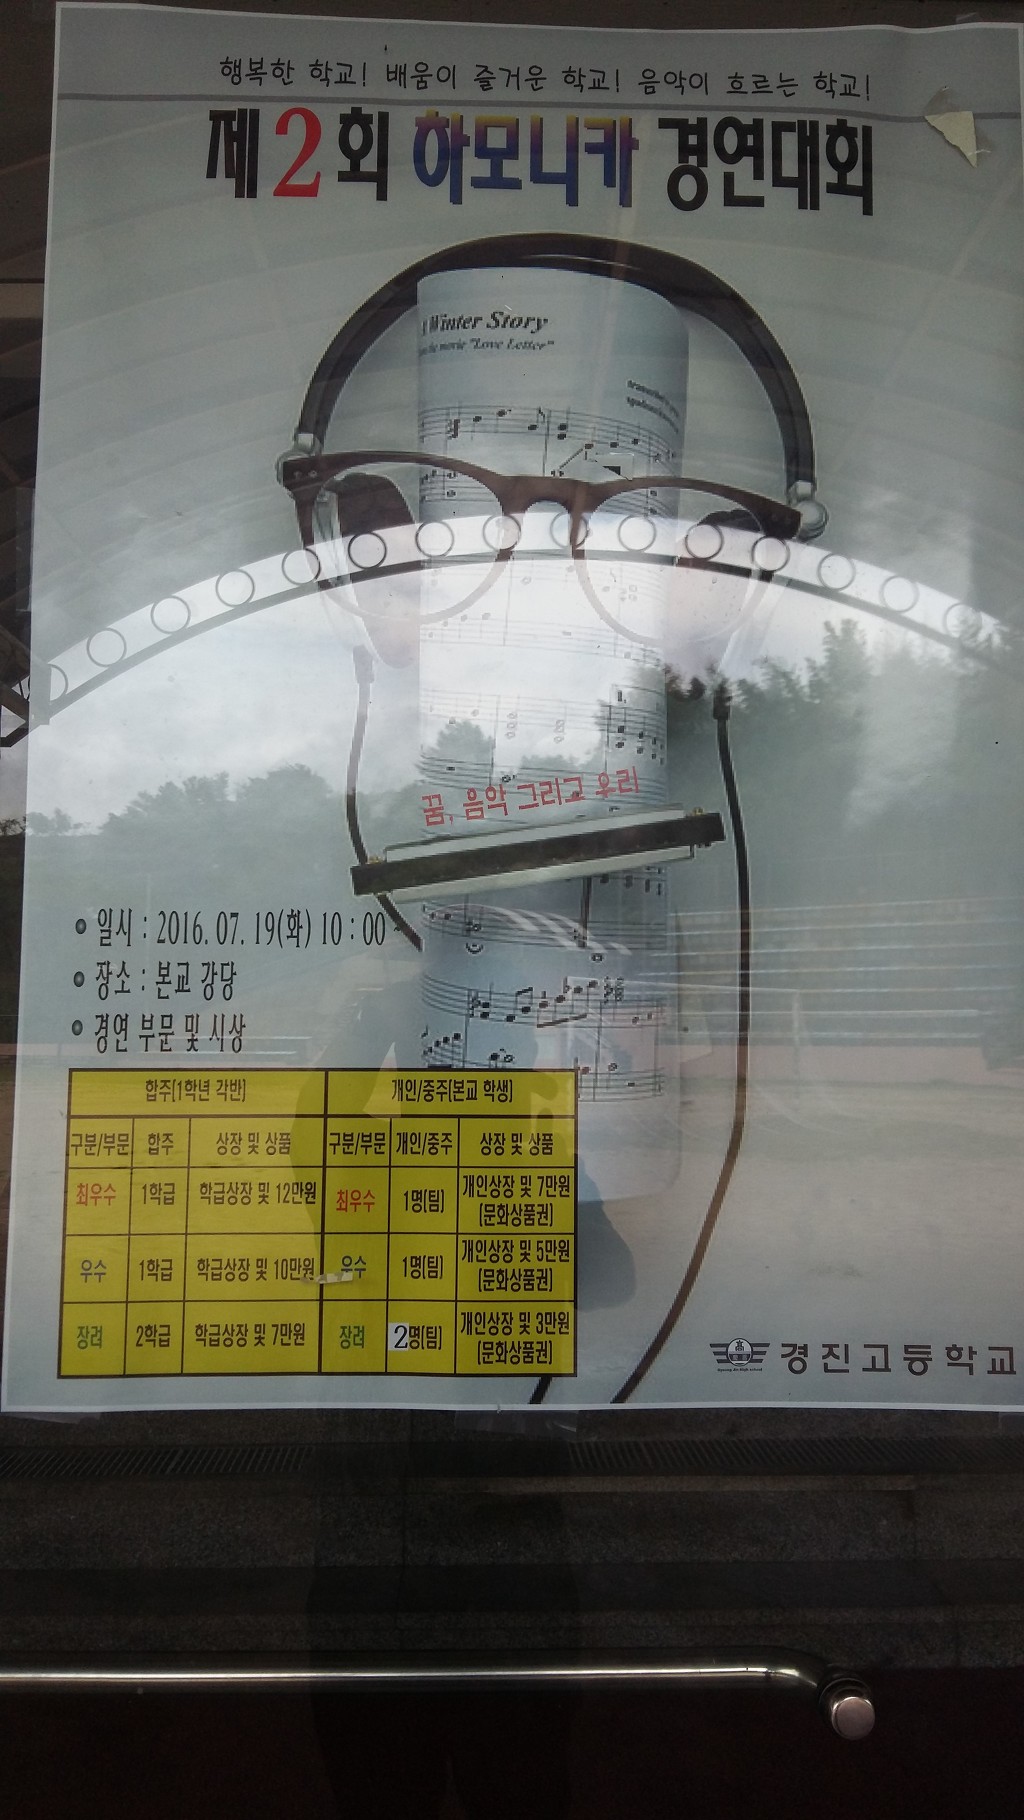 행복한 학교! 배움이 즐거운 학교! 음악이 흐르는 학교!
제2회 하모니카 경연대회
Winter Story
movie "Love Letter"
꿈, 음악 그리고 우리
일시 : 2016. 07. 19(화) 10 : 00 ~
장소 : 본교 강당
경연 부문 및 시상
합주[1학년 각반] 개인/중주[본교 학생]
구분/부문 합주 상장 및 상품 구분/부문 개인/중주 상장 및 상품
최우수 1학급 학급상장 및 12만원 최우수 1명(팀) 개인상장 및 7만원
[문화상품권]
우수 1학급 학급상장 및 10만원 우수 1명(팀) 개인상장 및 5만원
[문화상품권]
장려 2학급 학급상장 및 7만원 장려 2명(팀) 개인상장 및 3만원
[문화상품권]
경진고등학교